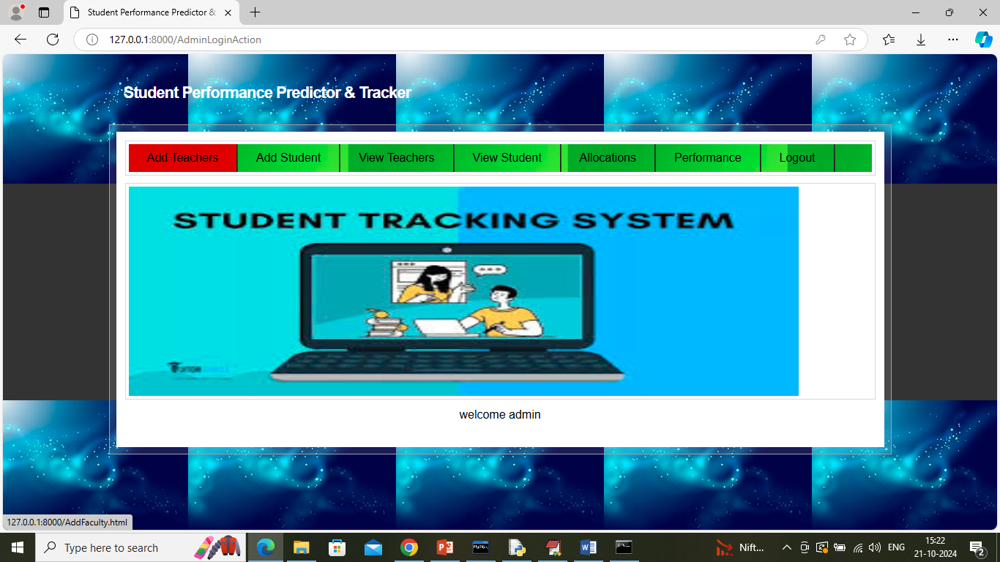 Student Performance Predictor &
127.0.0.1:8000/AdminLoginAction
Student Performance Predictor & Tracker
Add Teachers Add Student View Teachers View Student Allocations Performance Logout
STUDENT TRACKING SYSTEM
welcome admin
127.0.0.1:8000/AddFaculty.html
Type here to search
Nift...
ENG
15:22
21-10-2024
2